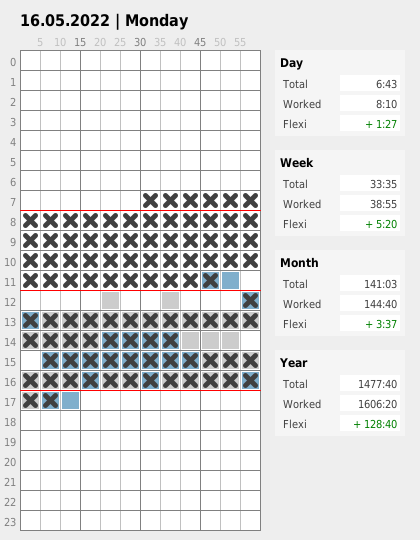 16.05.2022 | Monday
5 10 15 20 25 30 35 40 45 50 55
0
1
2
3
4
5
6
7
8
9
10
11
12
13
14
15
16
17
18
19
20
21
22
23
Day
Total 6:43
Worked 8:10
Flexi + 1:27
Week
Total 33:35
Worked 38:55
Flexi + 5:20
Month
Total 141:03
Worked 144:40
Flexi + 3:37
Year
Total 1477:40
Worked 1606:20
Flexi + 128:40